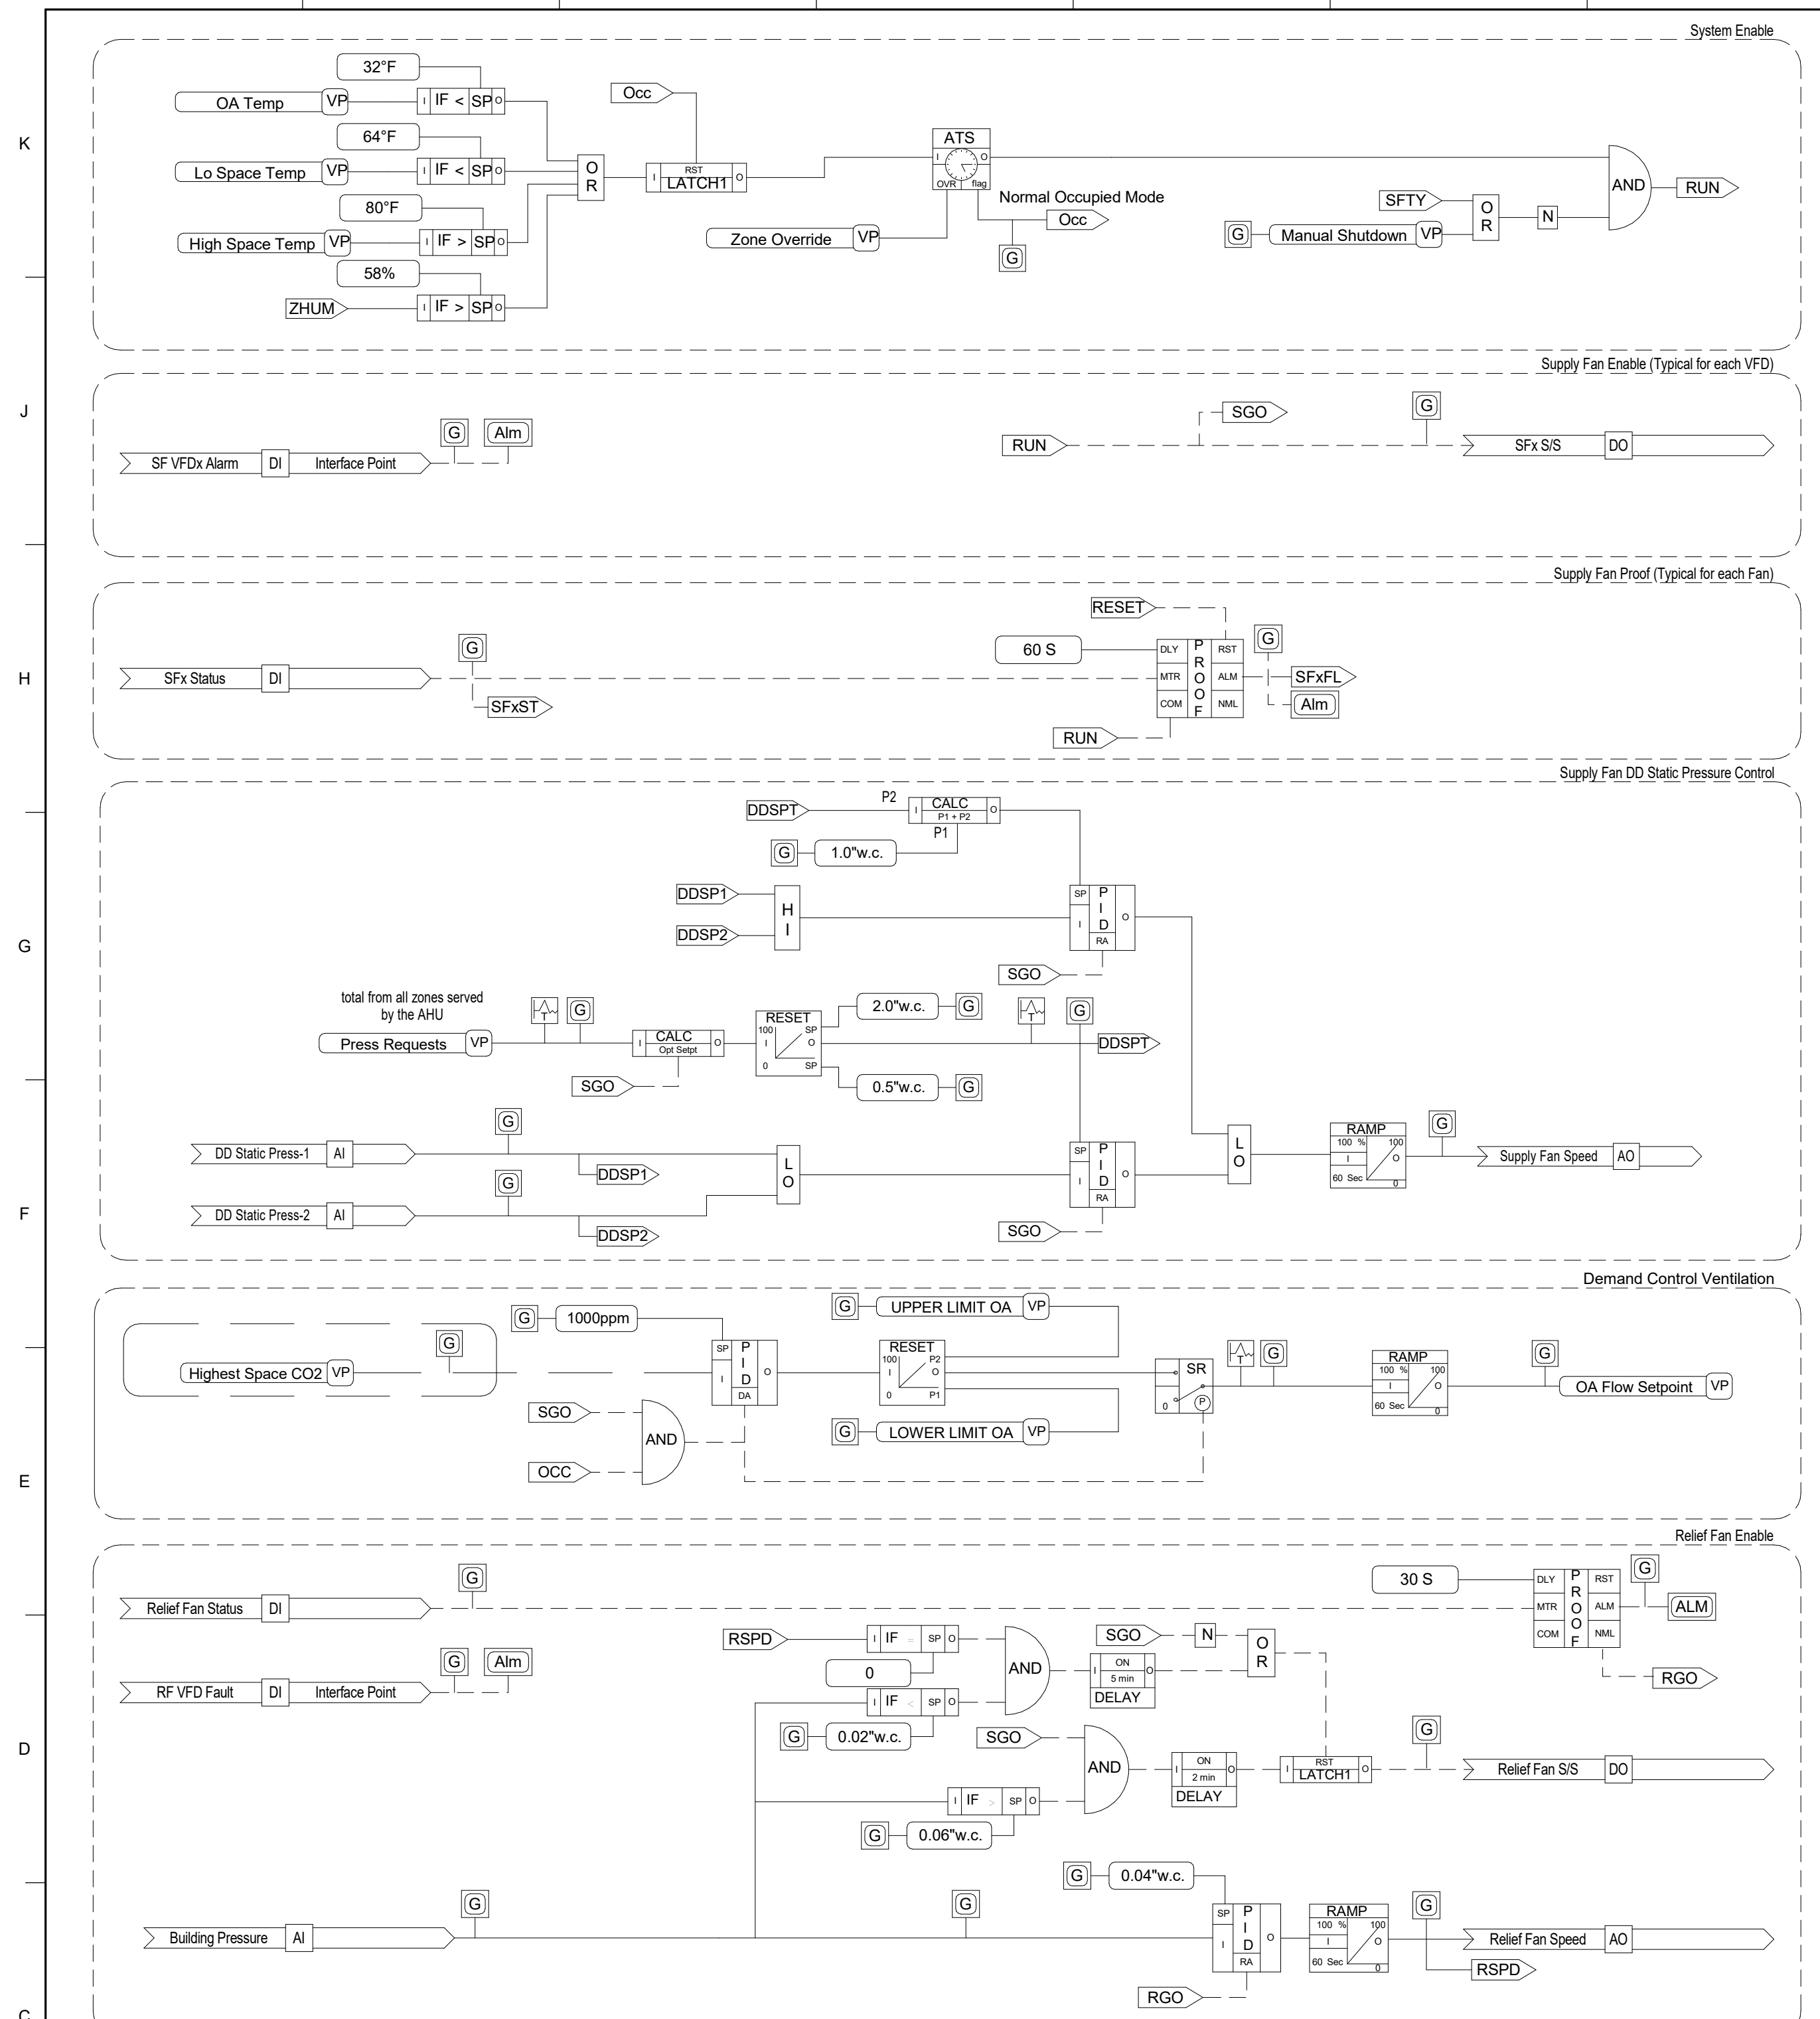 System Enable
K
32°F
OA Temp VP I IF < SP O
64°F
Lo Space Temp VP I IF < SP O
80°F
High Space Temp VP I IF > SP O
58%
ZHUM I IF > SP O
OR
Occ
I RST LATCH1 O
ATS
I O
OVR flag
Normal Occupied Mode
Occ
G
Zone Override VP
SFTY
G Manual Shutdown VP
OR
N
AND
RUN
Supply Fan Enable (Typical for each VFD)
J
SF VFDx Alarm DI Interface Point
G Alm
RUN
SGO
G
SFx S/S DO
Supply Fan Proof (Typical for each Fan)
H
SFx Status DI
G
SFxST
RESET
60 S
DLY PROOF RST
MTR ALM
COM NML
RUN
G
SFxFL
Alm
Supply Fan DD Static Pressure Control
G
DDSPT
P2
I CALC O
P1 + P2
P1
G 1.0"w.c.
DDSP1
DDSP2
HI
SP PID O
I
RA
SGO
total from all zones served
by the AHU
Press Requests VP
T
G
I CALC O
Opt Setpt
SGO
RESET
100 SP
I O
0 SP
2.0"w.c. G
0.5"w.c. G
T
G
DDSPT
F
DD Static Press-1 AI
G
DDSP1
DD Static Press-2 AI
G
DDSP2
LO
SP PID O
I
RA
SGO
LO
RAMP
100 % 100
I O
60 Sec 0
G
Supply Fan Speed AO
Demand Control Ventilation
E
Highest Space CO2 VP
G
G 1000ppm
SP PID O
I
DA
SGO
OCC
AND
G UPPER LIMIT OA VP
RESET
100 P2
I O
0 P1
G LOWER LIMIT OA VP
SR
0 P
T
G
RAMP
100 % 100
I O
60 Sec 0
G
OA Flow Setpoint VP
Relief Fan Enable
Relief Fan Status DI
G
30 S
DLY PROOF RST
MTR ALM
COM NML
G
ALM
RGO
D
RF VFD Fault DI Interface Point
G Alm
RSPD
I IF = SP O
0
I IF < SP O
G 0.02"w.c.
AND
I ON O
5 min
DELAY
SGO
N
OR
SGO
I IF > SP O
G 0.06"w.c.
AND
I ON O
2 min
DELAY
I RST LATCH1 O
G
Relief Fan S/S DO
C
Building Pressure AI
G
G
G 0.04"w.c.
SP PID O
I
RA
RGO
RAMP
100 % 100
I O
60 Sec 0
G
Relief Fan Speed AO
RSPD